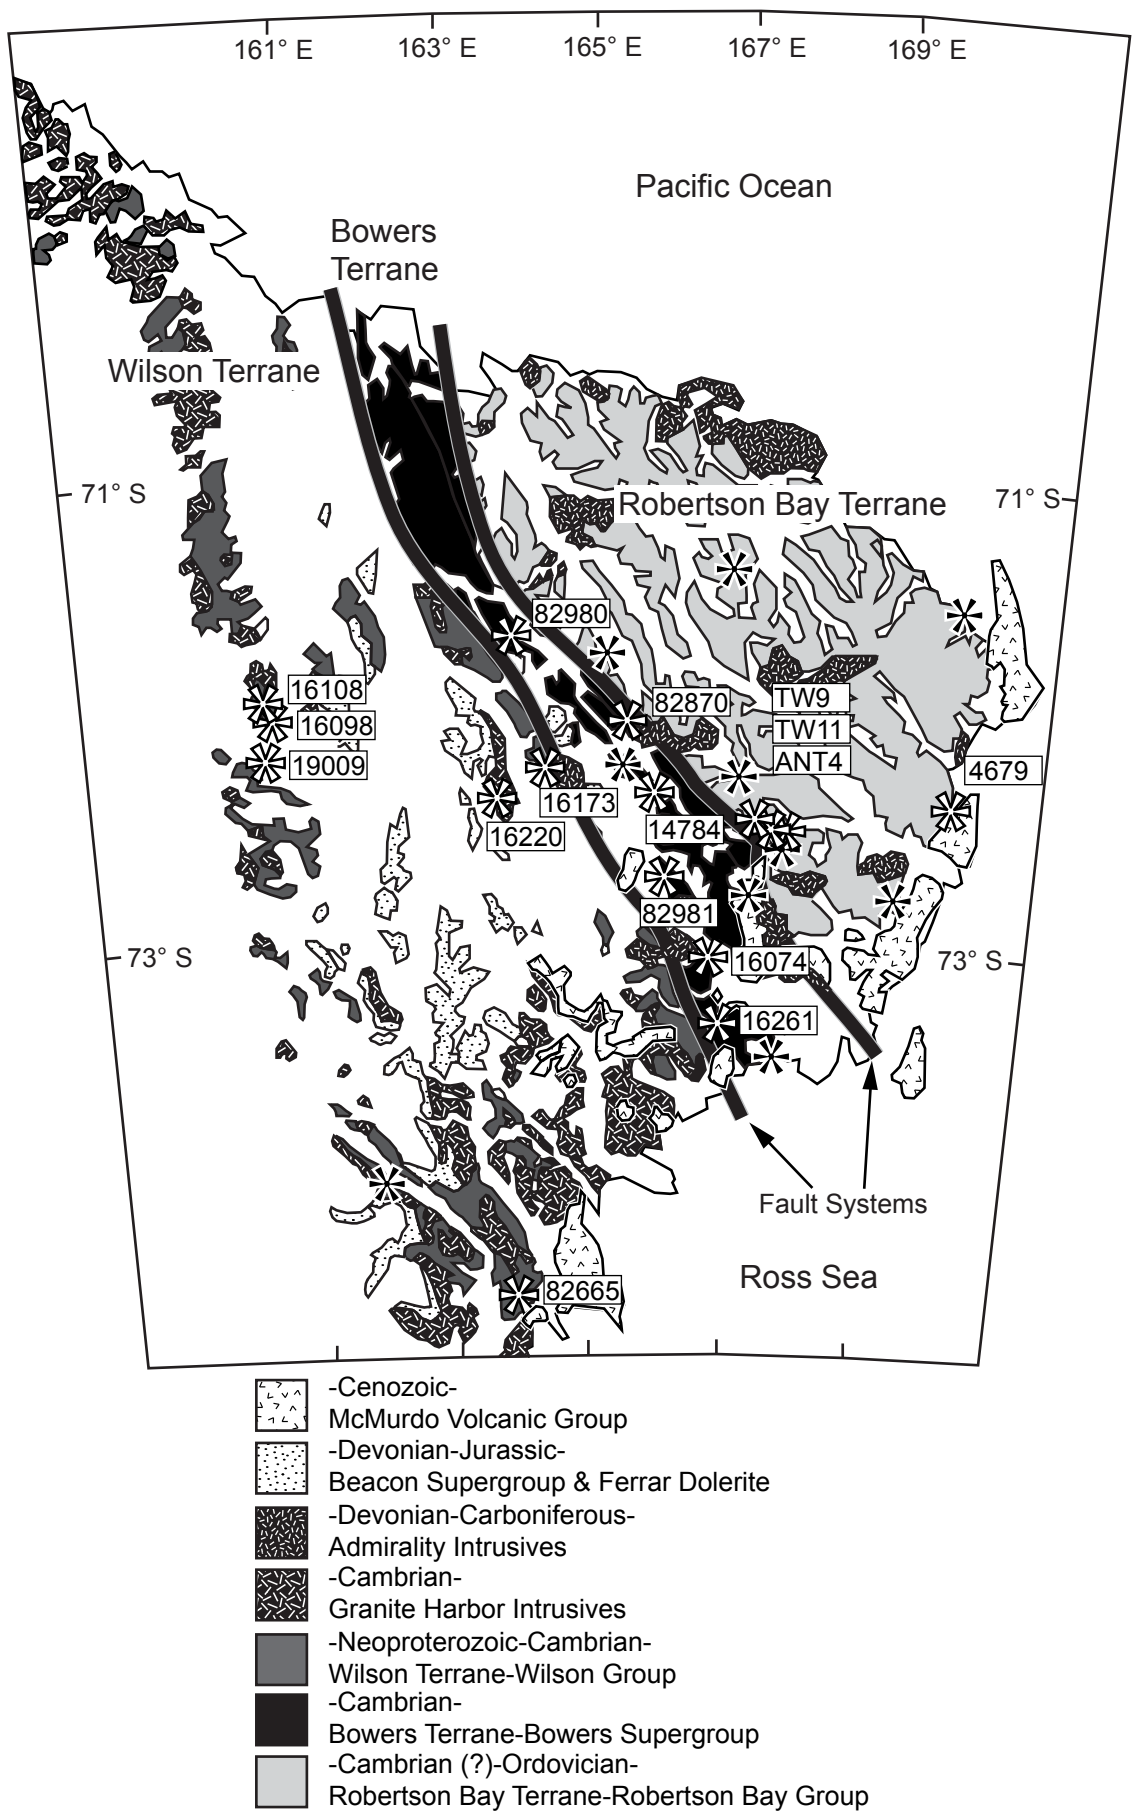 161° E
163° E
165° E
167° E
169° E
Pacific Ocean
Bowers
Terrane
Wilson Terrane
71° S
71° S
Robertson Bay Terrane
82980
16108
82870
TW9
16098
TW11
19009
ANT4
4679
16173
16220
14784
82981
73° S
16074
73° S
16261
Fault Systems
Ross Sea
82665
-Cenozoic-
McMurdo Volcanic Group
-Devonian-Jurassic-
Beacon Supergroup & Ferrar Dolerite
-Devonian-Carboniferous-
Admirality Intrusives
-Cambrian-
Granite Harbor Intrusives
-Neoproterozoic-Cambrian-
Wilson Terrane-Wilson Group
-Cambrian-
Bowers Terrane-Bowers Supergroup
-Cambrian (?)-Ordovician-
Robertson Bay Terrane-Robertson Bay Group